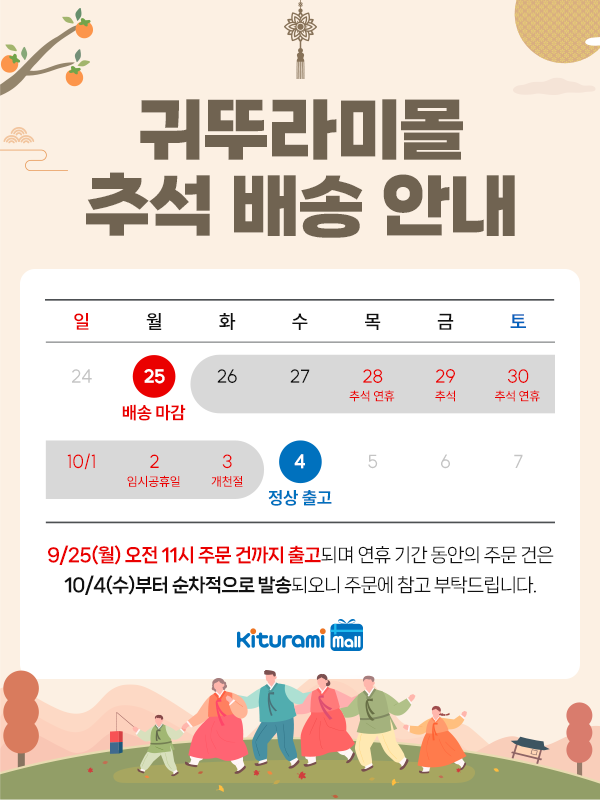 귀뚜라미몰
추석 배송 안내
일 월 화 수 목 금 토
24 25 26 27 28 29 30
배송 마감 추석 연휴 추석 추석 연휴
10/1 2 3 4 5 6 7
임시공휴일 개천절 정상 출고
9/25(월) 오전 11시 주문 건까지 출고되며 연휴 기간 동안의 주문 건은
10/4(수)부터 순차적으로 발송되오니 주문에 참고 부탁드립니다.
Kiturami Mall